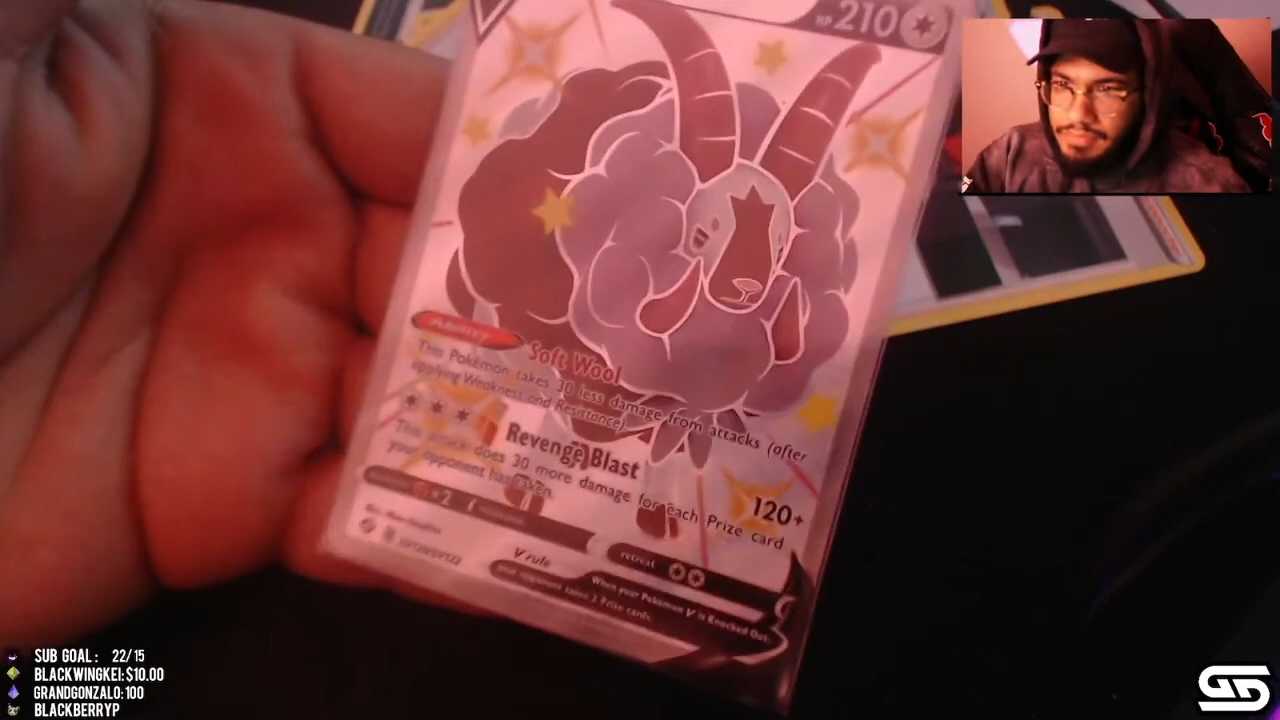 HP 210
Ability
Soft Wool
This Pokémon takes 30 less damage from attacks (after
applying Weakness and Resistance)
Revenge Blast
120+
This attack does 30 more damage for each Prize card
your opponent has taken.
×2
retreat
V rule
When your Pokémon V is Knocked Out,
your opponent takes 2 Prize cards.
SUB GOAL: 22/15
BLACKWINGKEI: $10.00
GRANDGONZALO: 100
BLACKBERRYP